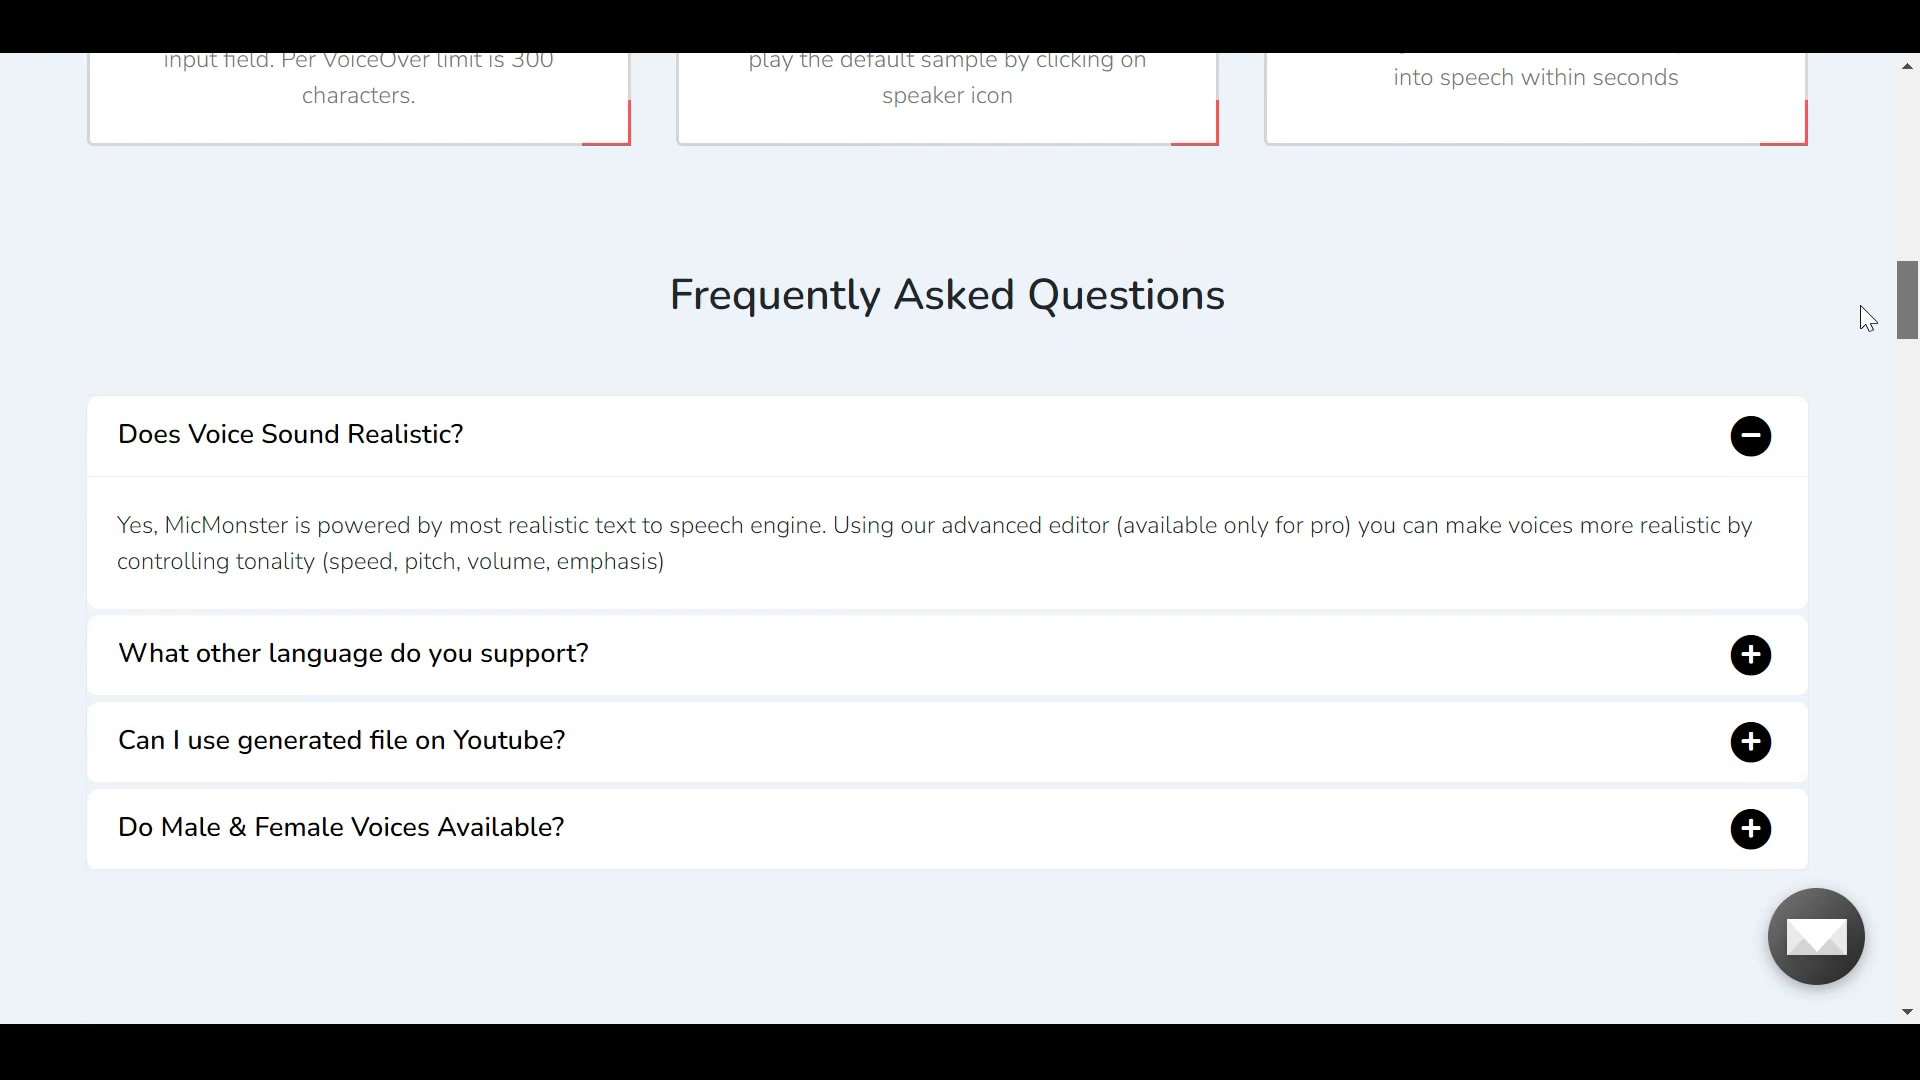 input field. Per VoiceOver limit is 300
characters.
play the default sample by clicking on
speaker icon
into speech within seconds
Frequently Asked Questions
Does Voice Sound Realistic?
Yes, MicMonster is powered by most realistic text to speech engine. Using our advanced editor (available only for pro) you can make voices more realistic by
controlling tonality (speed, pitch, volume, emphasis)
What other language do you support?
Can I use generated file on Youtube?
Do Male & Female Voices Available?